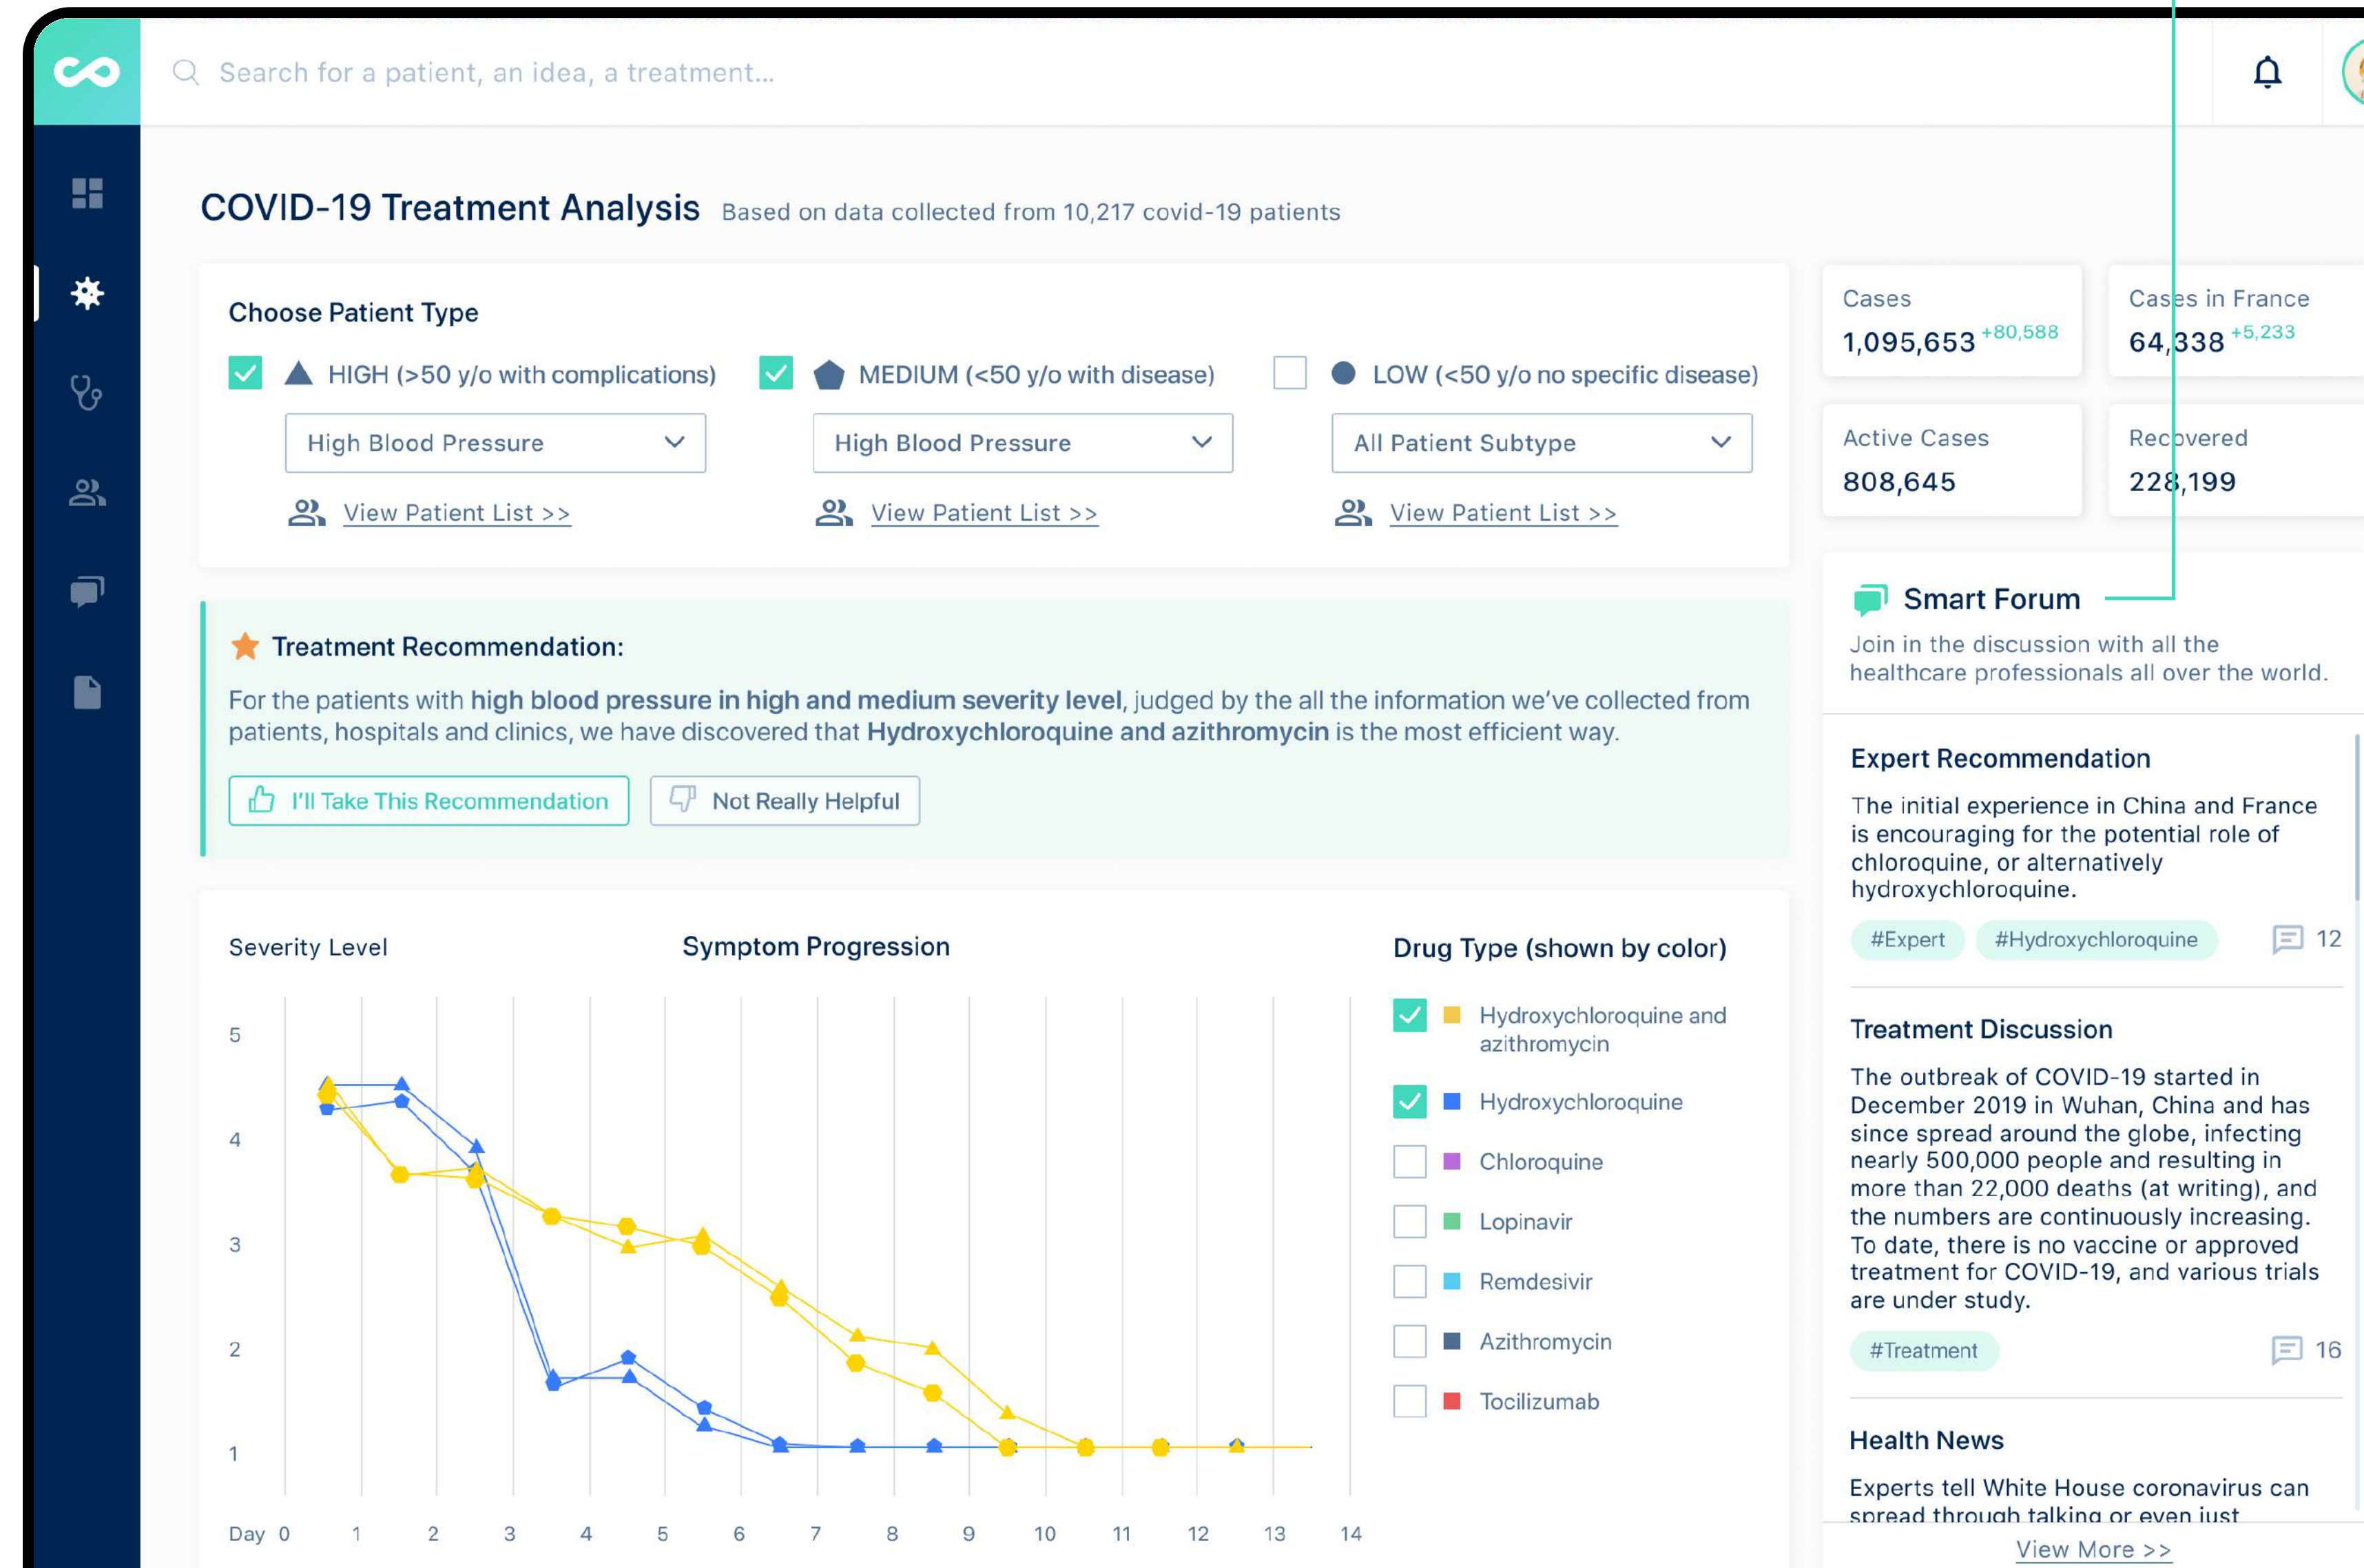 Search for a patient, an idea, a treatment...
COVID-19 Treatment Analysis Based on data collected from 10,217 covid-19 patients
Choose Patient Type
HIGH (>50 y/o with complications)
High Blood Pressure
View Patient List >>
MEDIUM (<50 y/o with disease)
High Blood Pressure
View Patient List >>
LOW (<50 y/o no specific disease)
All Patient Subtype
View Patient List >>
Treatment Recommendation:
For the patients with high blood pressure in high and medium severity level, judged by the all the information we've collected from
patients, hospitals and clinics, we have discovered that Hydroxychloroquine and azithromycin is the most efficient way.
I'll Take This Recommendation
Not Really Helpful
Severity Level
Symptom Progression
5
4
3
2
1
Day 0 1 2 3 4 5 6 7 8 9 10 11 12 13 14
Drug Type (shown by color)
Hydroxychloroquine and
azithromycin
Hydroxychloroquine
Chloroquine
Lopinavir
Remdesivir
Azithromycin
Tocilizumab
Cases
1,095,653 +80,588
Cases in France
64,338 +5,233
Active Cases
808,645
Recovered
228,199
Smart Forum
Join in the discussion with all the
healthcare professionals all over the world.
Expert Recommendation
The initial experience in China and France
is encouraging for the potential role of
chloroquine, or alternatively
hydroxychloroquine.
#Expert #Hydroxychloroquine 12
Treatment Discussion
The outbreak of COVID-19 started in
December 2019 in Wuhan, China and has
since spread around the globe, infecting
nearly 500,000 people and resulting in
more than 22,000 deaths (at writing), and
the numbers are continuously increasing.
To date, there is no vaccine or approved
treatment for COVID-19, and various trials
are under study.
#Treatment 16
Health News
Experts tell White House coronavirus can
spread through talking or even just
View More >>